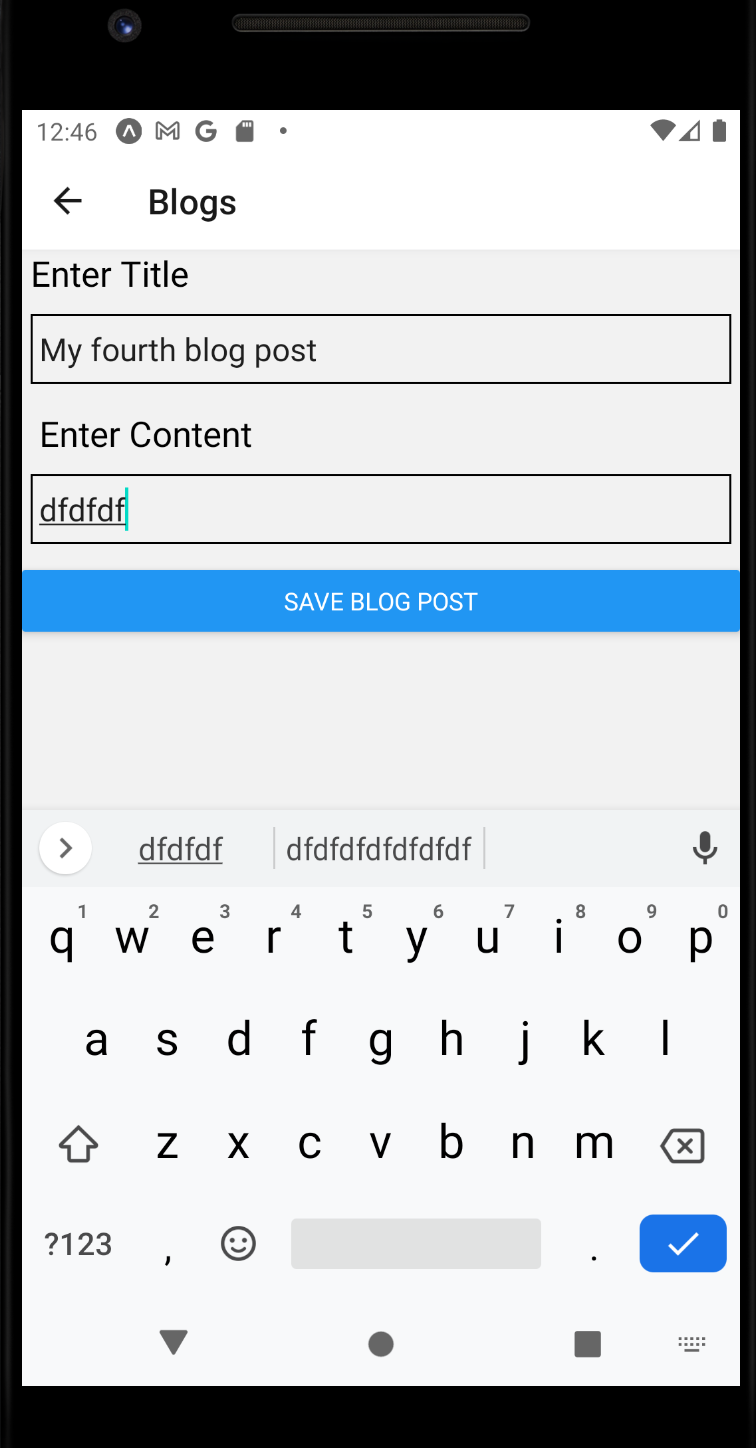 12:46
Blogs
Enter Title
My fourth blog post
Enter Content
dfdfdf
SAVE BLOG POST
dfdfdf dfdfdfdfdfdfdf
1 2 3 4 5 6 7 8 9 0
q w e r t y u i o p
a s d f g h j k l
z x c v b n m
?123 , .